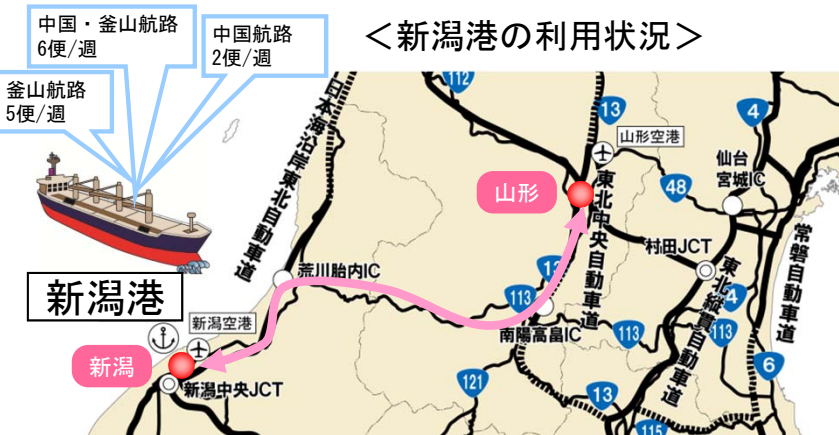 ＜新潟港の利用状況＞
中国・釜山航路
6便/週
中国航路
2便/週
釜山航路
5便/週
新潟港
日本海沿岸東北自動車道
112
13
4
山形空港
仙台
宮城IC
48
山形
東北中央自動車道
村田JCT
常磐自動車道
荒川胎内IC
13
113
4
東北縦貫自動車道
新潟空港
南陽高畠IC
113
113
新潟
新潟中央JCT
6
121
13
115